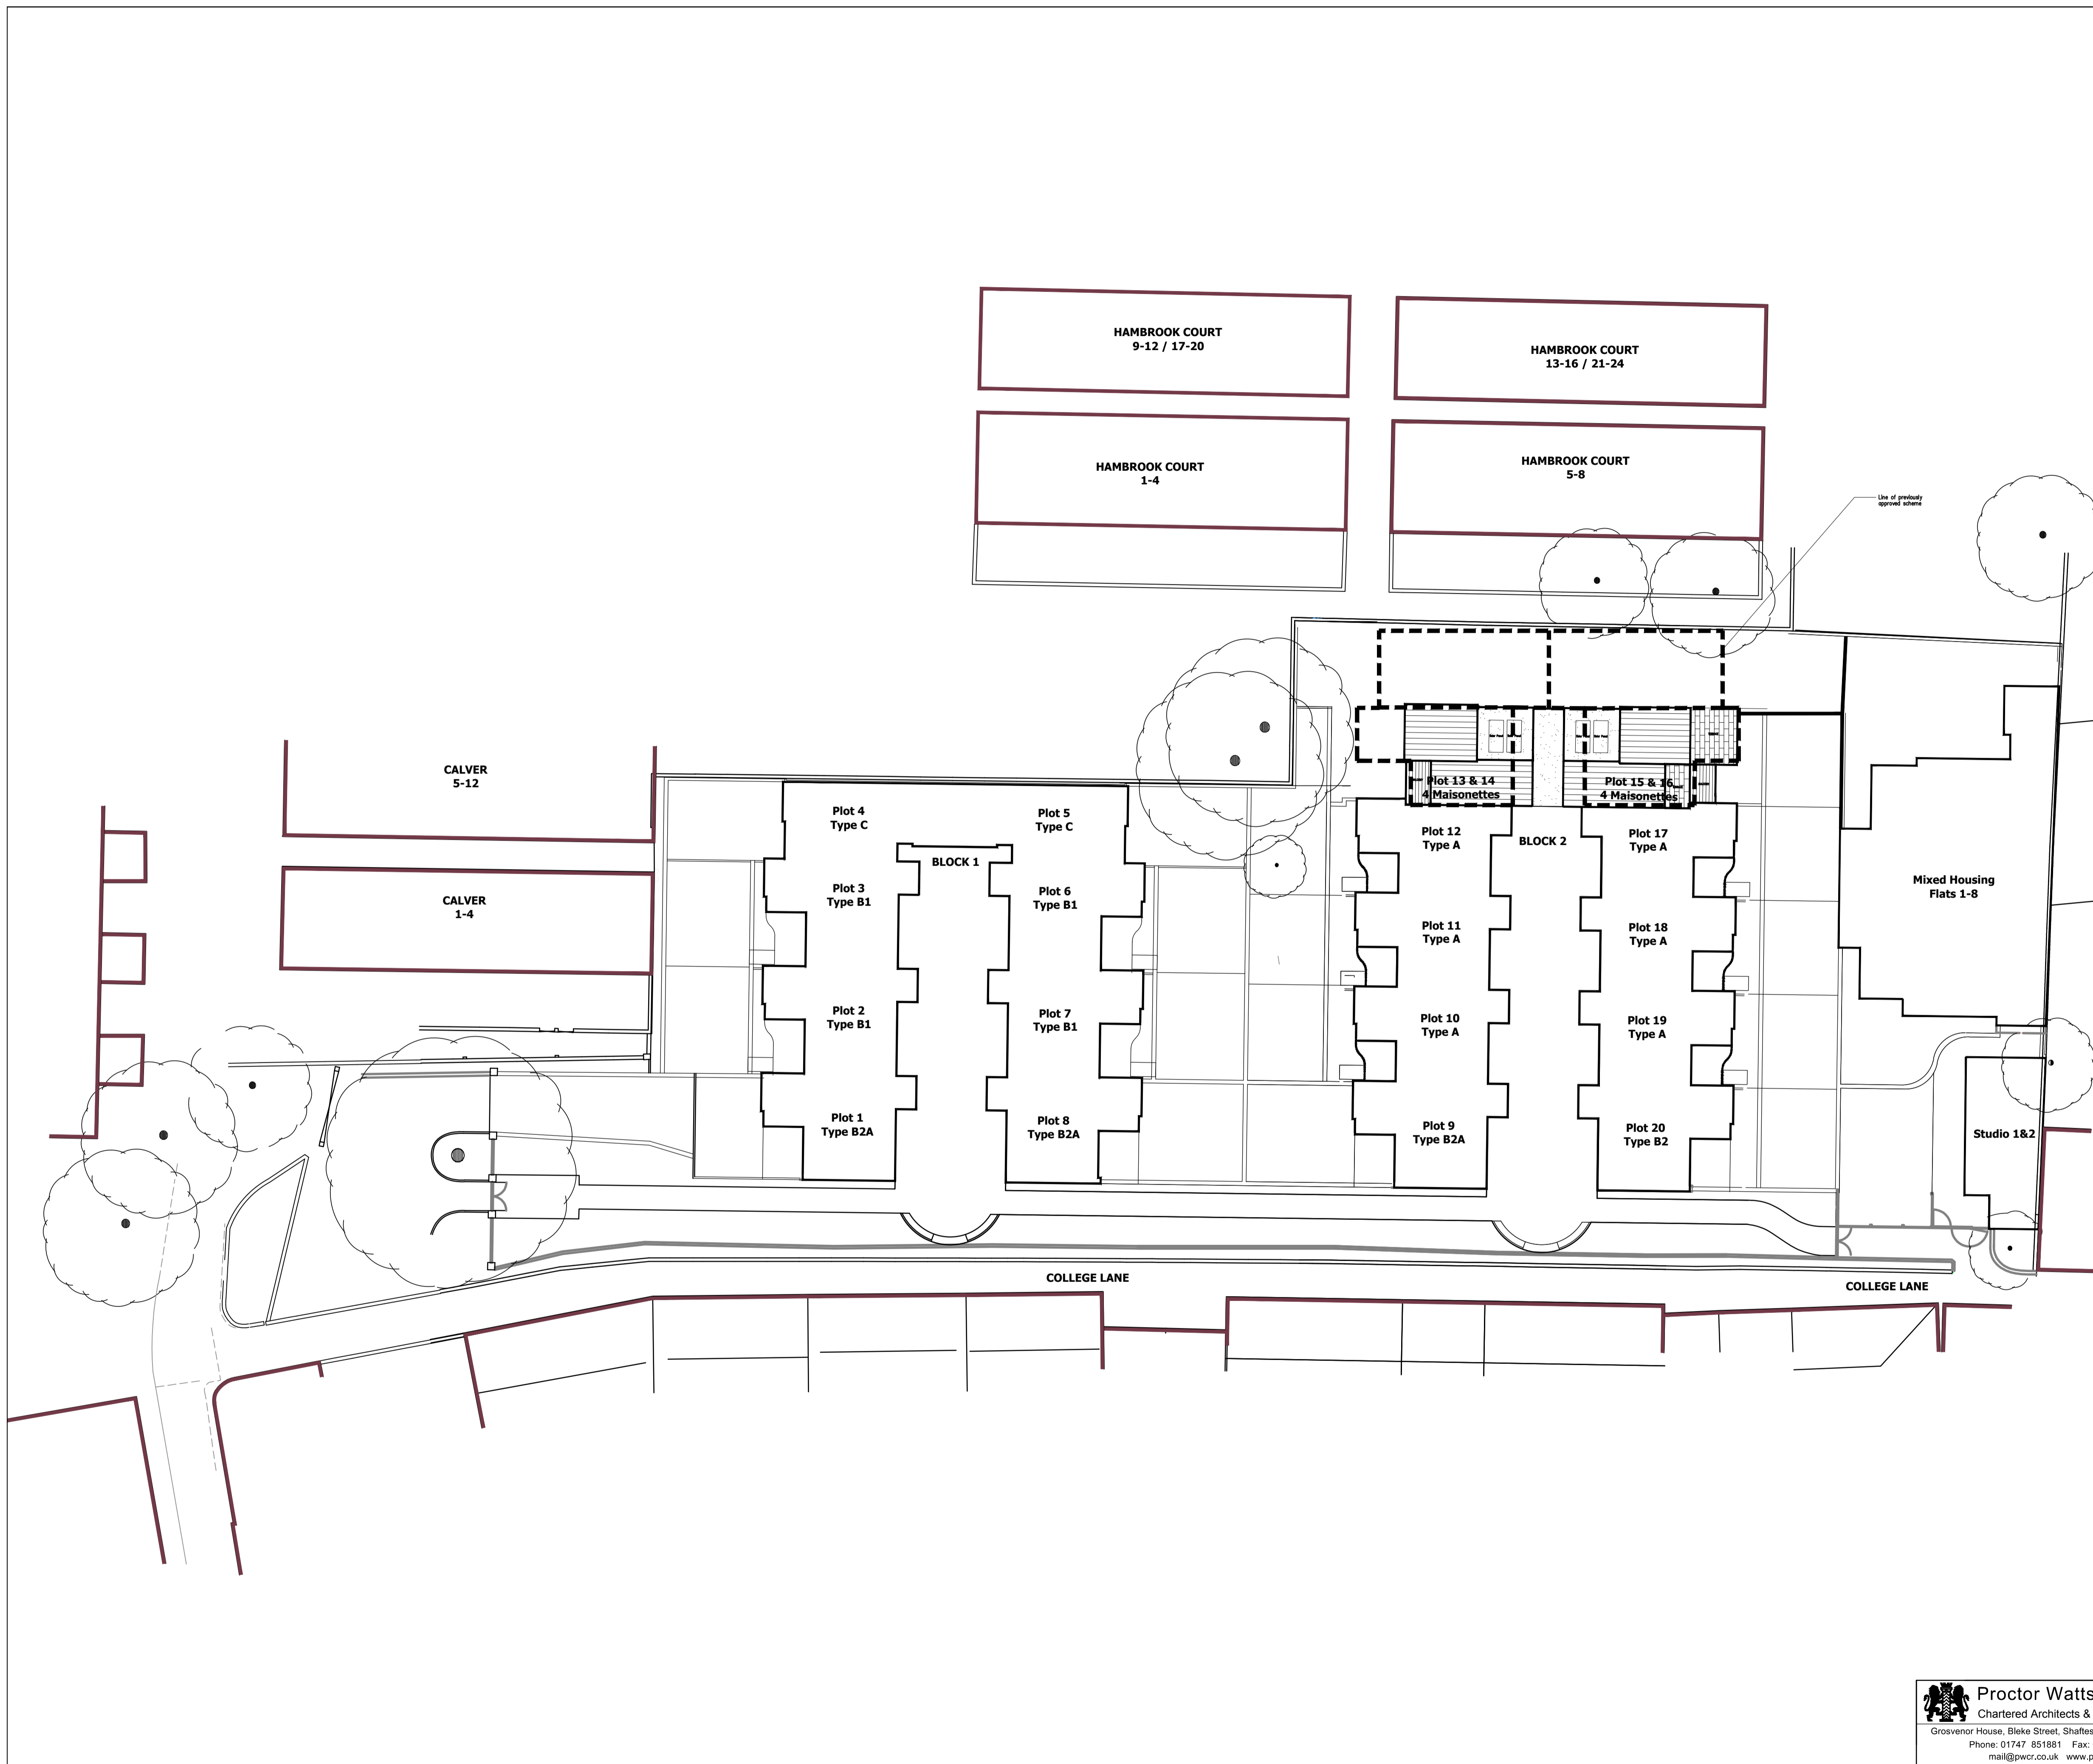 HAMBROOK COURT
9-12 / 17-20
HAMBROOK COURT
13-16 / 21-24
HAMBROOK COURT
1-4
HAMBROOK COURT
5-8
Line of previously
approved scheme
CALVER
5-12
CALVER
1-4
Plot 4
Type C
Plot 5
Type C
BLOCK 1
Plot 3
Type B1
Plot 6
Type B1
Plot 2
Type B1
Plot 7
Type B1
Plot 1
Type B2A
Plot 8
Type B2A
Plot 13 & 14
4 Maisonettes
Plot 15 & 16
4 Maisonettes
Plot 12
Type A
BLOCK 2
Plot 17
Type A
Plot 11
Type A
Plot 18
Type A
Plot 10
Type A
Plot 19
Type A
Plot 9
Type B2A
Plot 20
Type B2
Mixed Housing
Flats 1-8
Studio 1&2
COLLEGE LANE
COLLEGE LANE
Proctor Watts
Chartered Architects &
Grosvenor House, Bleke Street, Shaftes
Phone: 01747 851881 Fax:
mail@pwcr.co.uk www.p